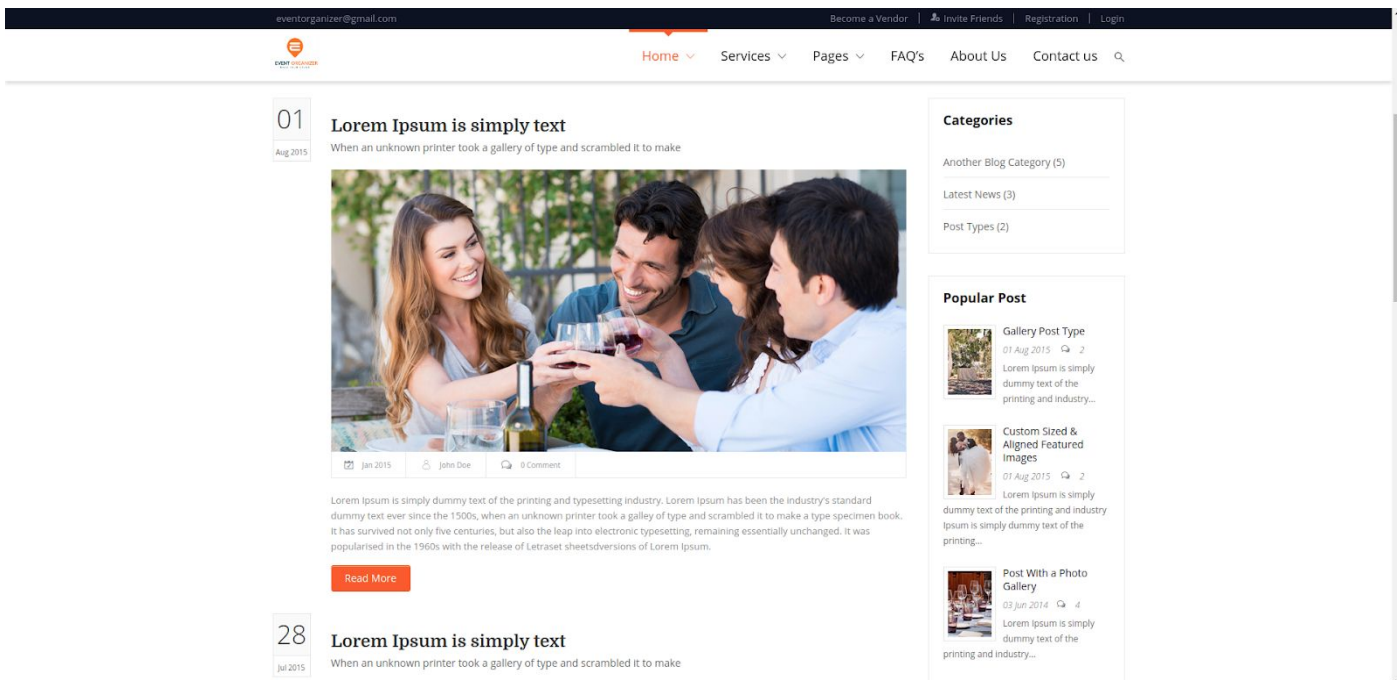 eventorganizer@gmail.com
Become a Vendor | Invite Friends | Registration | Login
EVENT ORGANIZER
Home Services Pages FAQ's About Us Contact us
01
Aug 2015
Lorem Ipsum is simply text
When an unknown printer took a gallery of type and scrambled it to make
Jan 2015 John Doe 0 Comment
Lorem Ipsum is simply dummy text of the printing and typesetting industry. Lorem Ipsum has been the industry's standard
dummy text ever since the 1500s, when an unknown printer took a galley of type and scrambled it to make a type specimen book.
It has survived not only five centuries, but also the leap into electronic typesetting, remaining essentially unchanged. It was
popularised in the 1960s with the release of Letraset sheetsdversions of Lorem Ipsum.
Read More
28
Jul 2015
Lorem Ipsum is simply text
When an unknown printer took a gallery of type and scrambled it to make
Categories
Another Blog Category (5)
Latest News (3)
Post Types (2)
Popular Post
Gallery Post Type
01 Aug 2015 2
Lorem Ipsum is simply
dummy text of the
printing and industry...
Custom Sized &
Aligned Featured
Images
01 Aug 2015 2
Lorem Ipsum is simply
dummy text of the printing and industry
Ipsum is simply dummy text of the
printing...
Post With a Photo
Gallery
03 Jun 2014 4
Lorem Ipsum is simply
dummy text of the
printing and industry...